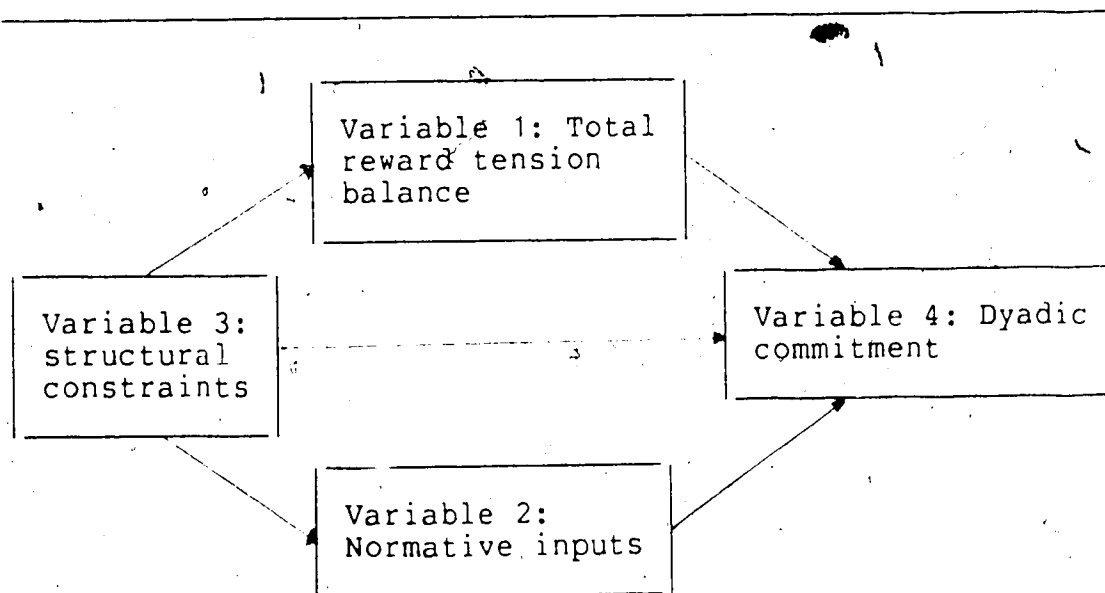 Variable 1: Total
reward tension
balance
Variable 3:
structural
constraints
Variable 4: Dyadic
commitment
Variable 2:
Normative inputs